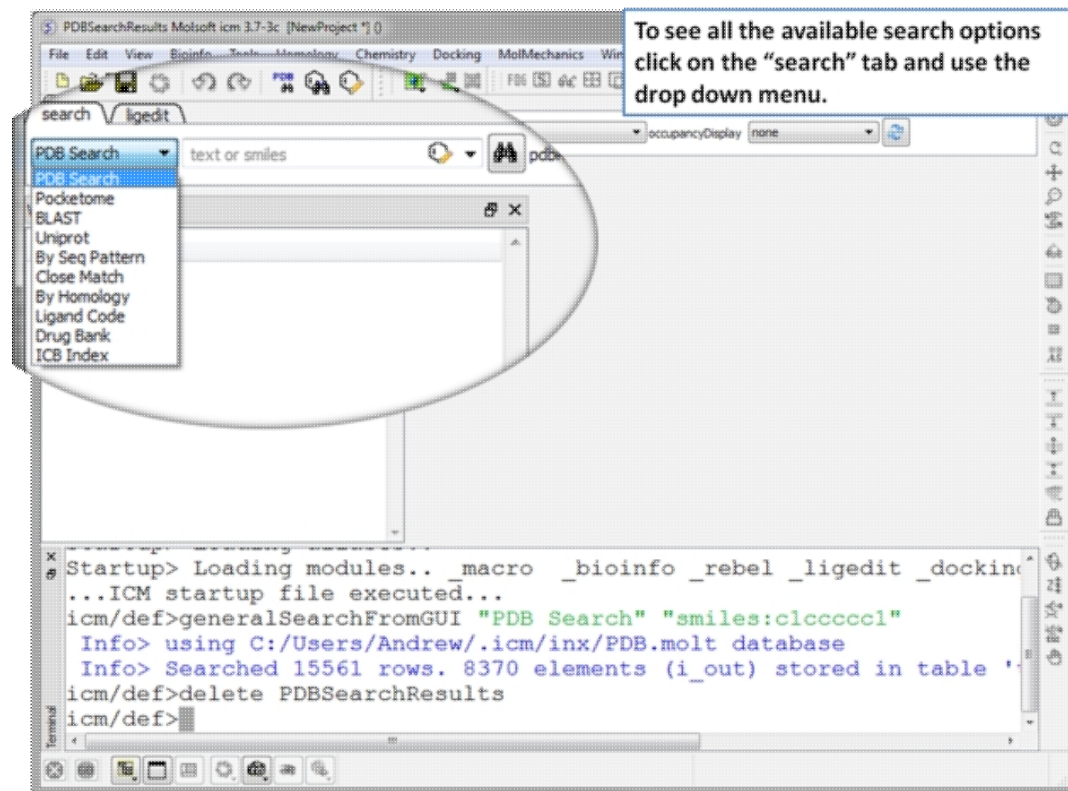 PDBSearchResults Molsoft icm 3.7-3c [NewProject *] ()
To see all the available search options
click on the “search” tab and use the
drop down menu.
File Edit View Bioinfo Tools Homology Chemistry Docking MolMechanics Win
PDB
search ligedit
occupancyDisplay none
PDB Search text or smiles pdb
PDB Search
Pocketome
BLAST
Uniprot
By Seq Pattern
Close Match
By Homology
Ligand Code
Drug Bank
ICB Index
Startup> Loading modules.. _macro _bioinfo _rebel _ligedit _dockin
...ICM startup file executed...
icm/def>generalSearchFromGUI "PDB Search" "smiles:c1ccccc1"
Info> using C:/Users/Andrew/.icm/inx/PDB.molt database
Info> Searched 15561 rows. 8370 elements (i_out) stored in table '
icm/def>delete PDBSearchResults
icm/def>
Terminal